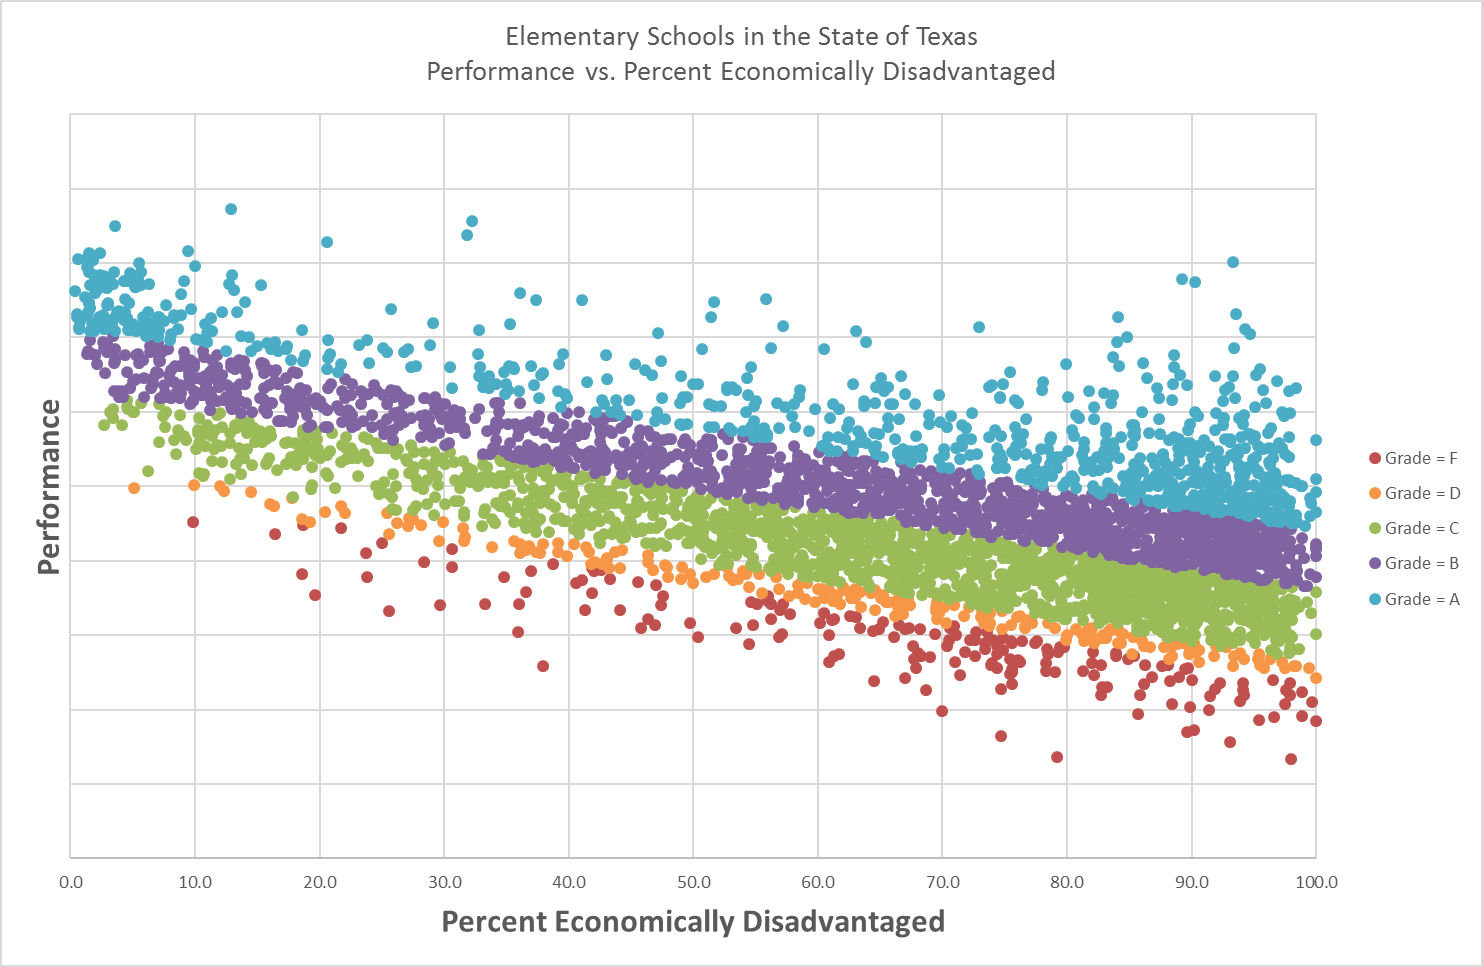 Elementary Schools in the State of Texas
Performance vs. Percent Economically Disadvantaged
Performance
Grade = F
Grade = D
Grade = C
Grade = B
Grade = A
0.0 10.0 20.0 30.0 40.0 50.0 60.0 70.0 80.0 90.0 100.0
Percent Economically Disadvantaged